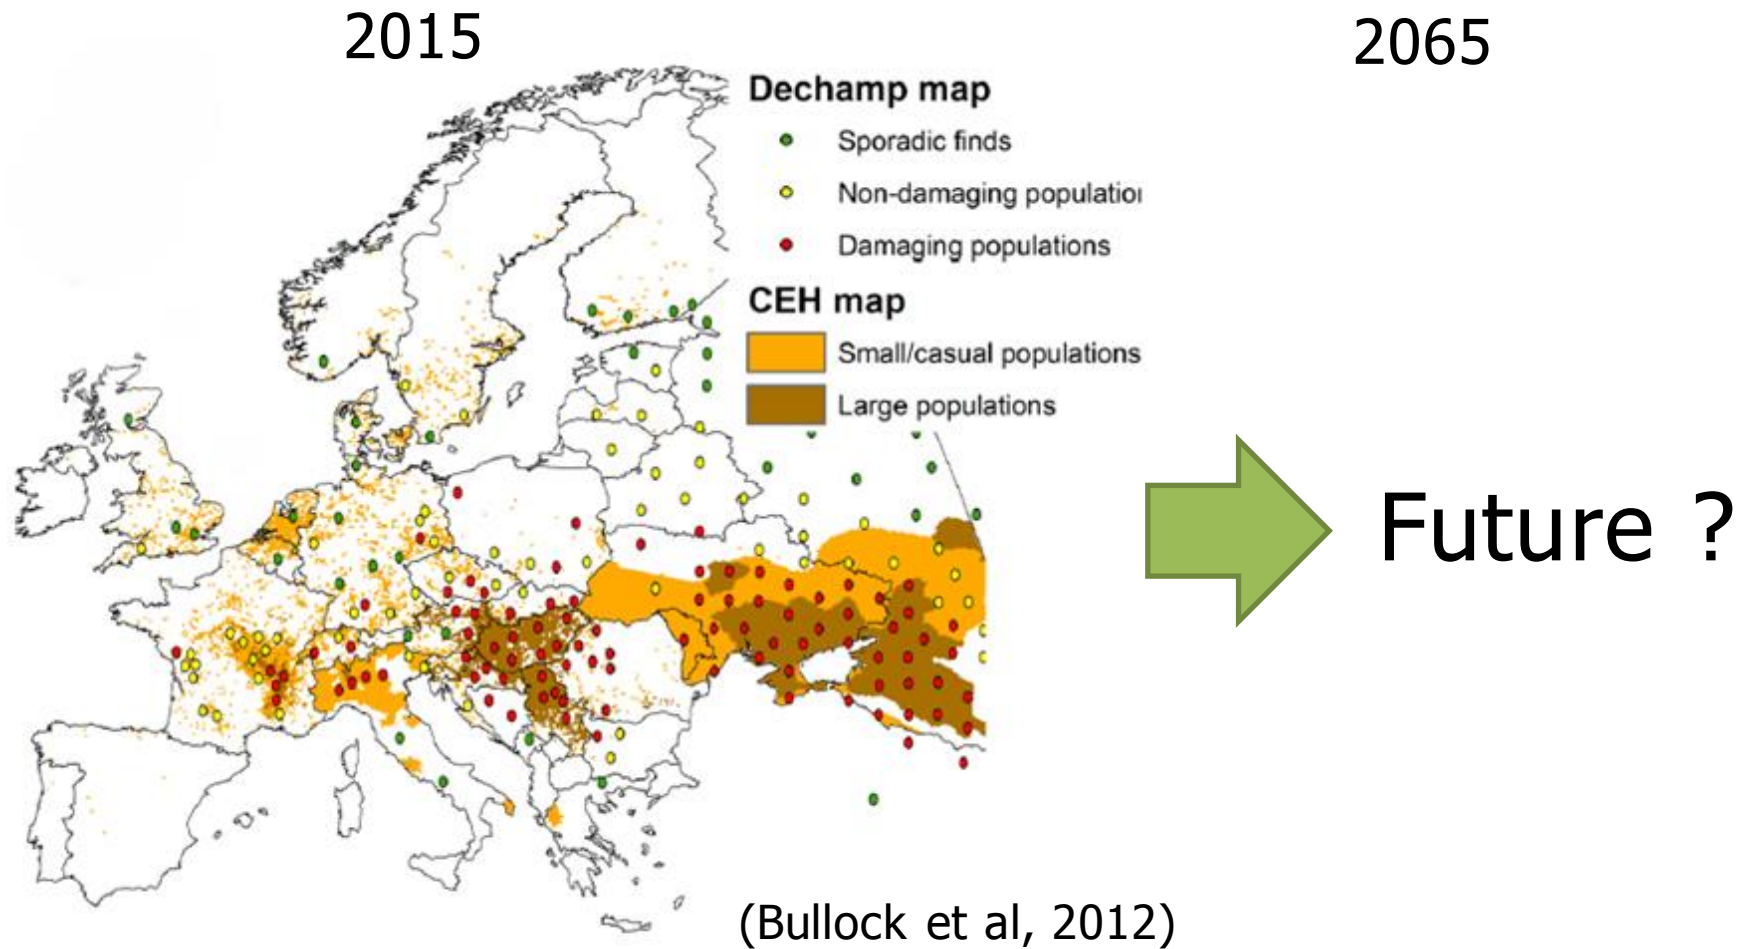 2015
2065
Dechamp map
Sporadic finds
Non-damaging population
Damaging populations
CEH map
Small/casual populations
Large populations
Future ?
(Bullock et al, 2012)